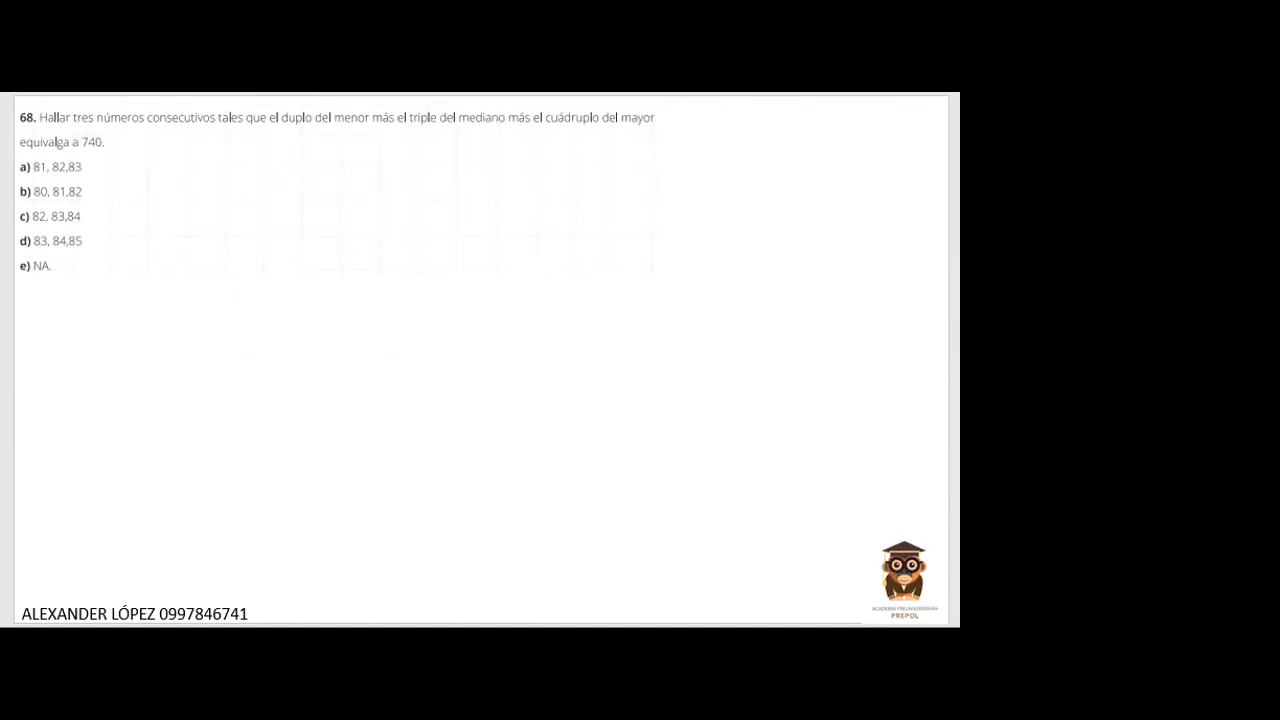 68. Hallar tres números consecutivos tales que el duplo del menor más el triple del mediano más el cuádruplo del mayor
equivalga a 740.
a) 81, 82,83
b) 80, 81,82
c) 82, 83,84
d) 83, 84,85
e) NA.
ACADEMIA PREUNIVERSITARIA
PREPOL
ALEXANDER LÓPEZ 0997846741